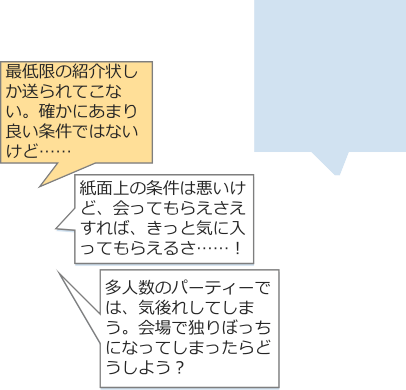 最低限の紹介状し
か送られてこな
い。確かにあまり
良い条件ではない
けど……
紙面上の条件は悪いけ
ど、会ってもらえさえ
すれば、きっと気に入
ってもらえるさ……！
多人数のパーティーで
は、気後れしてしま
う。会場で独りぼっち
になってしまったらど
うしよう？